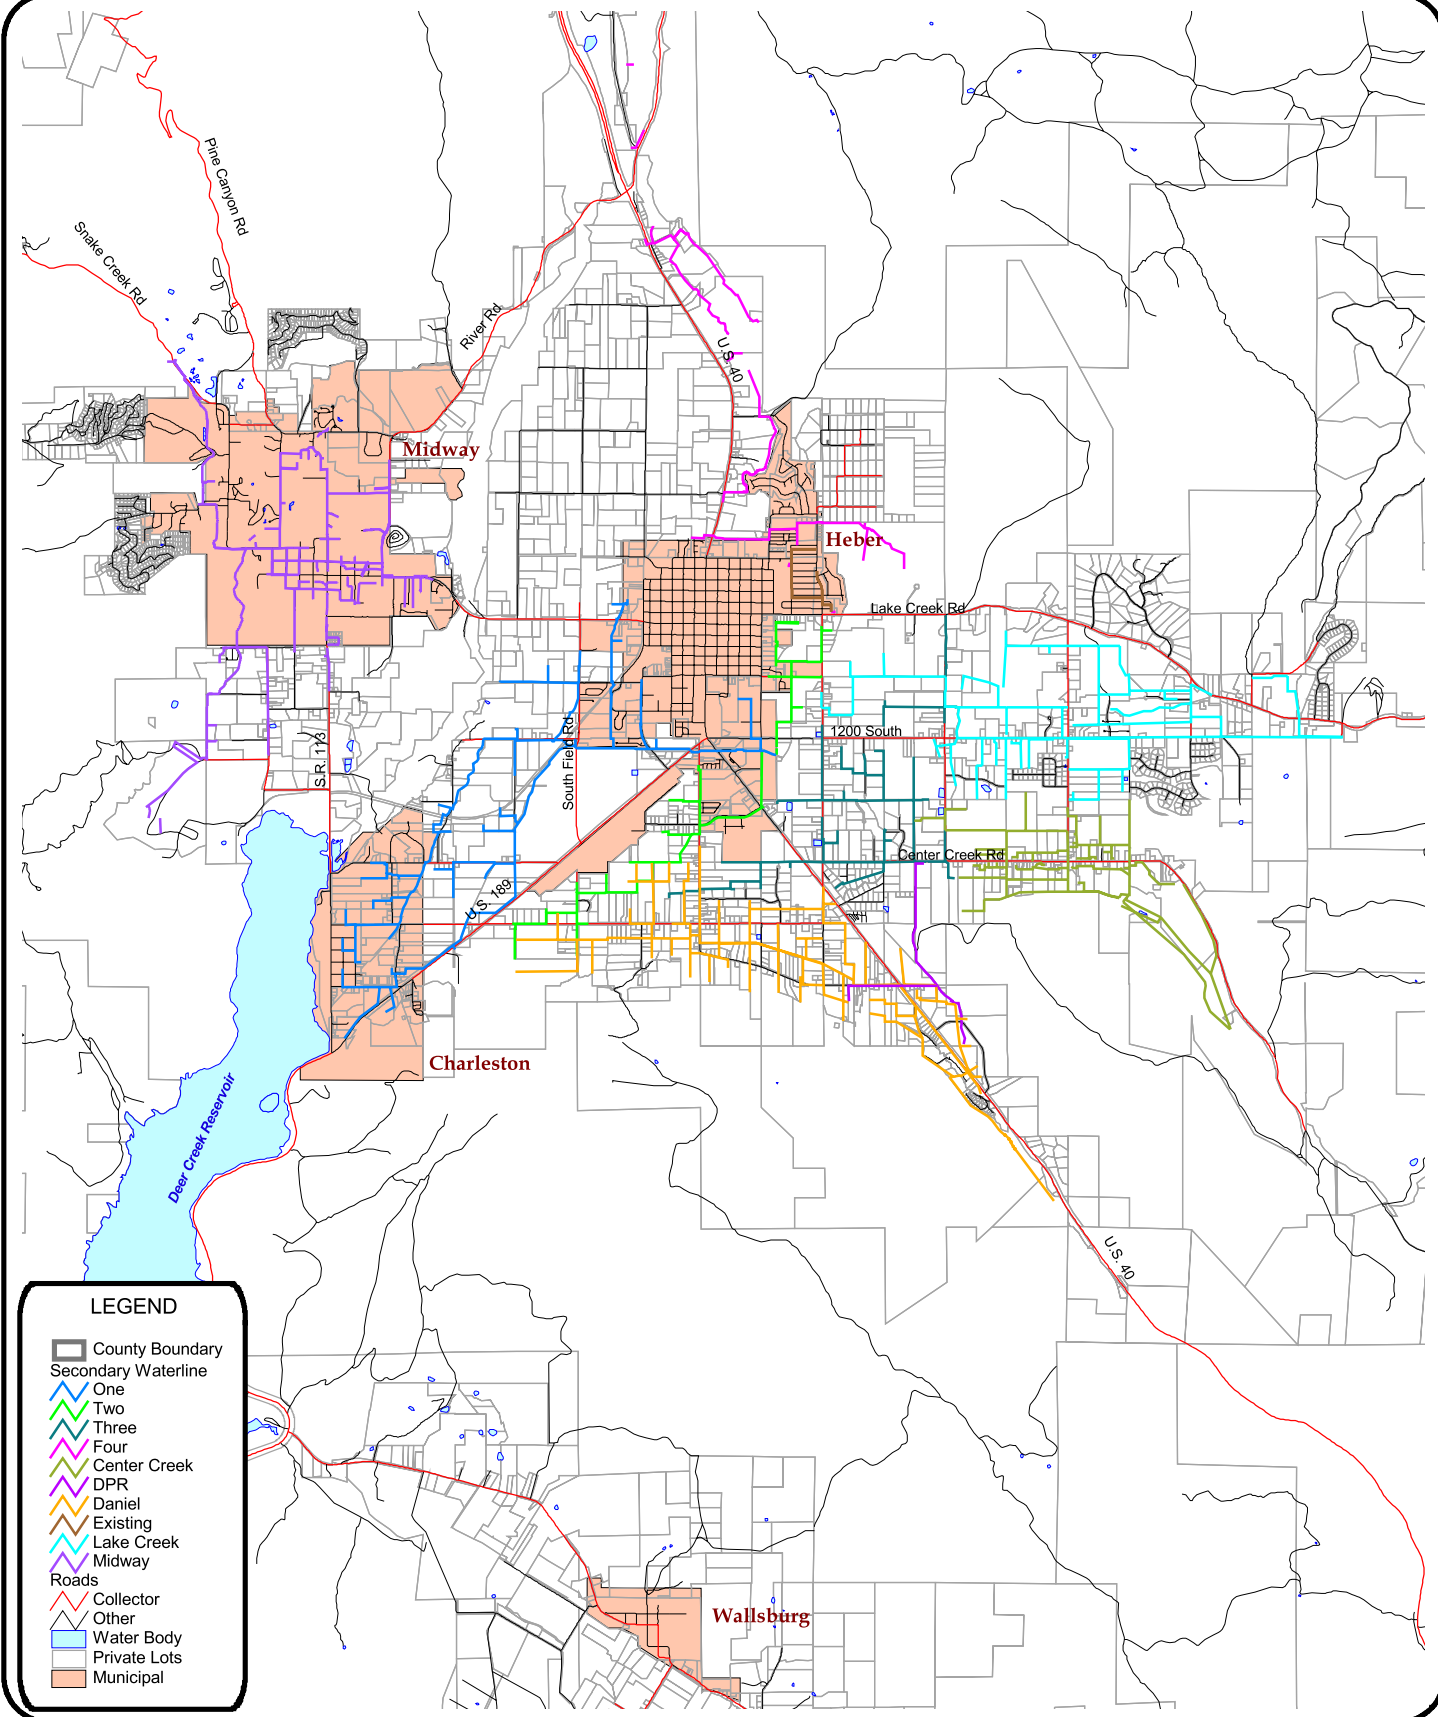 Pine Canyon Rd
Snake Creek Rd
River Rd
U.S. 40
Midway
Heber
Lake Creek Rd
1200 South
South Field Rd
S.R. 113
Center Creek Rd
U.S. 189
Charleston
Deer Creek Reservoir
U.S. 40
LEGEND
County Boundary
Secondary Waterline
One
Two
Three
Four
Center Creek
DPR
Daniel
Existing
Lake Creek
Midway
Roads
Collector
Other
Water Body
Private Lots
Municipal
Wallsburg